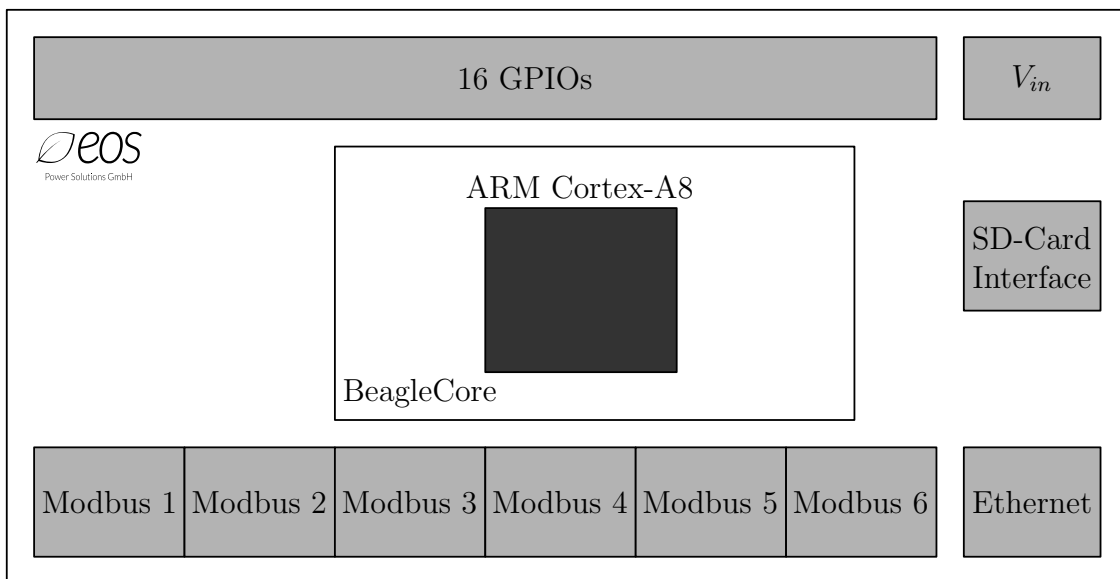 16 GPIOs
V_in
eos
Power Solutions GmbH
ARM Cortex-A8
SD-Card
Interface
BeagleCore
Modbus 1 Modbus 2 Modbus 3 Modbus 4 Modbus 5 Modbus 6
Ethernet